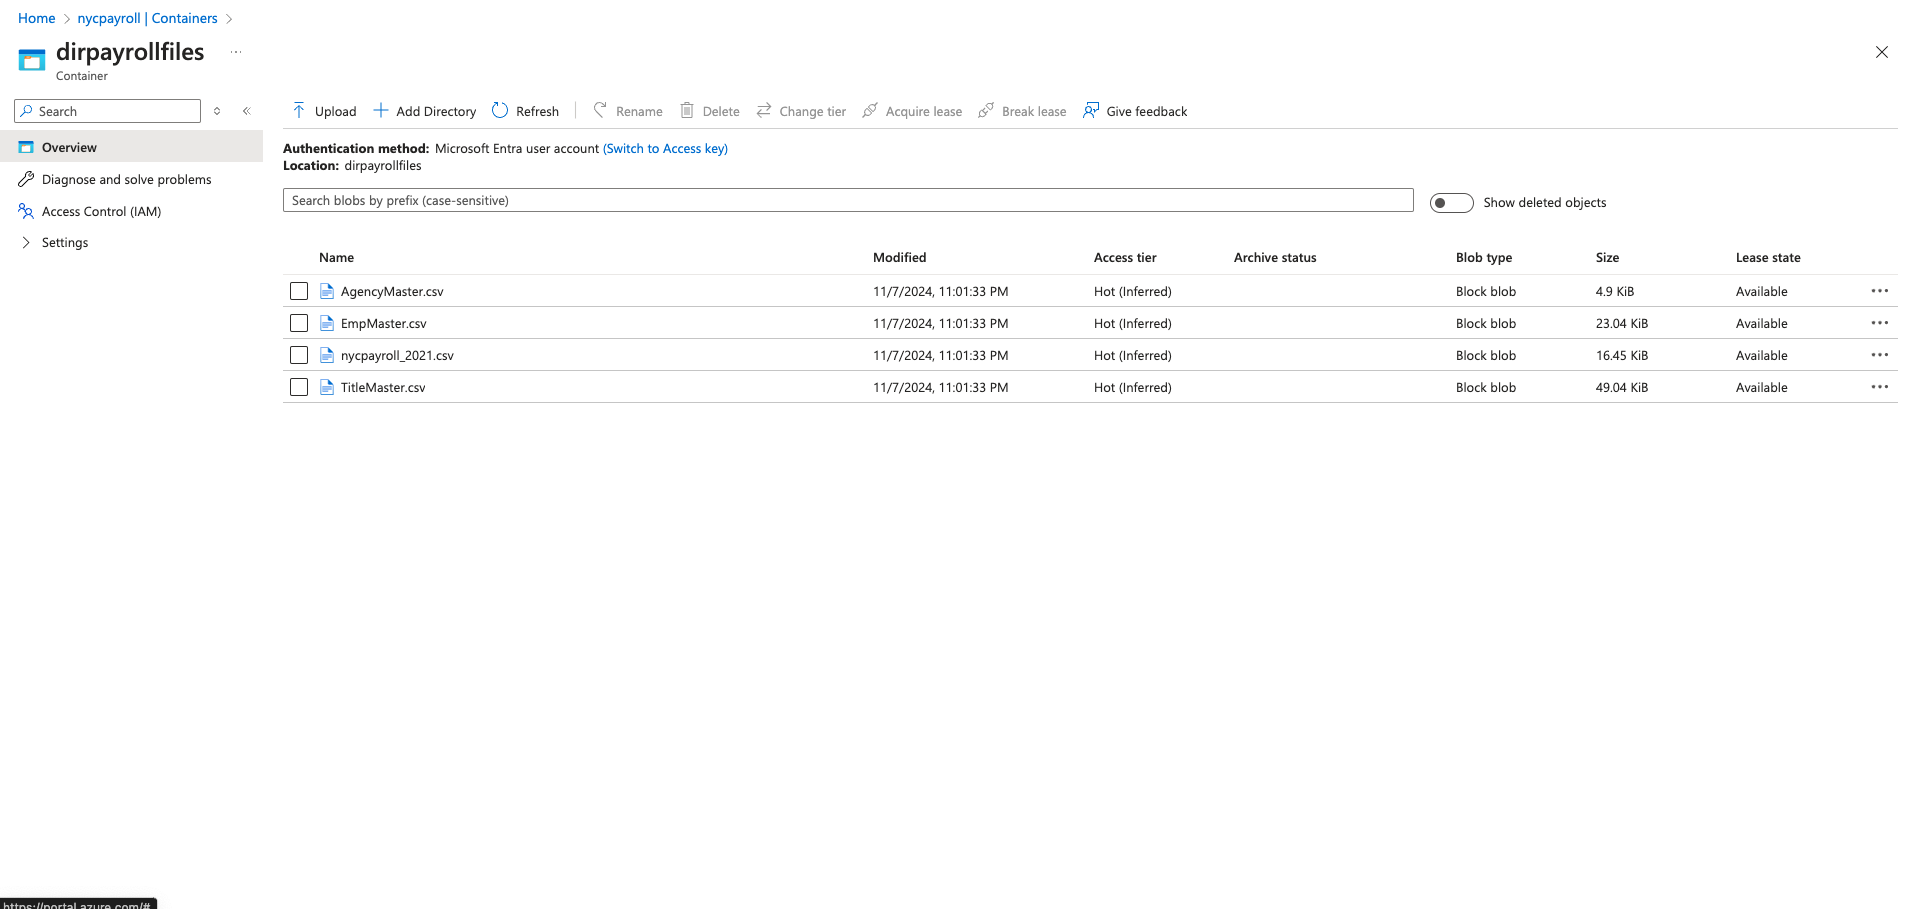 Home > nycpayroll | Containers >
dirpayrollfiles ...
Container
Search
Overview
Diagnose and solve problems
Access Control (IAM)
Settings
Upload Add Directory Refresh Rename Delete Change tier Acquire lease Break lease Give feedback
Authentication method: Microsoft Entra user account (Switch to Access key)
Location: dirpayrollfiles
Search blobs by prefix (case-sensitive) Show deleted objects
Name Modified Access tier Archive status Blob type Size Lease state
AgencyMaster.csv 11/7/2024, 11:01:33 PM Hot (Inferred) Block blob 4.9 KiB Available
EmpMaster.csv 11/7/2024, 11:01:33 PM Hot (Inferred) Block blob 23.04 KiB Available
nycpayroll_2021.csv 11/7/2024, 11:01:33 PM Hot (Inferred) Block blob 16.45 KiB Available
TitleMaster.csv 11/7/2024, 11:01:33 PM Hot (Inferred) Block blob 49.04 KiB Available
https://portal.azure.com/#